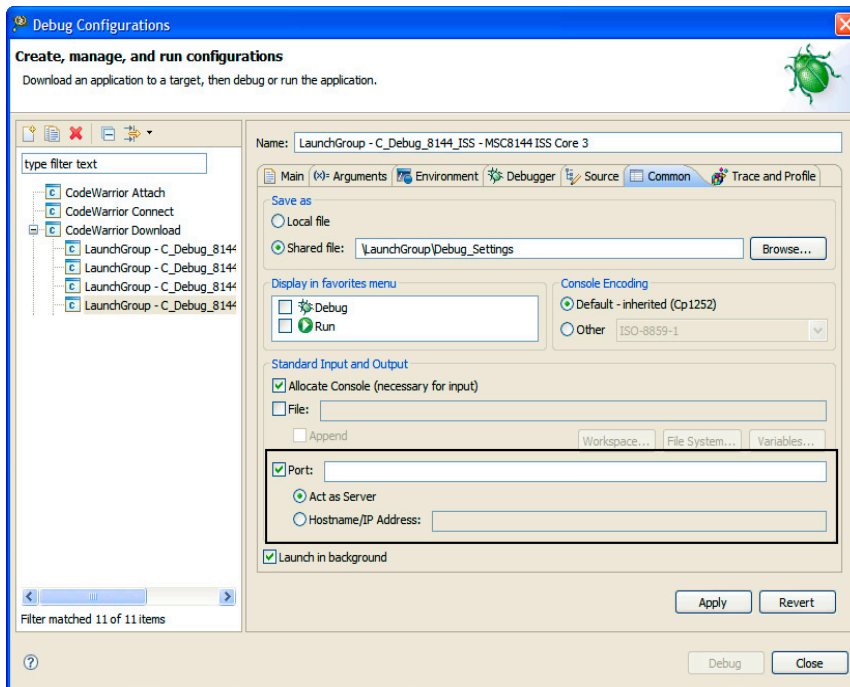 Debug Configurations
Create, manage, and run configurations
Download an application to a target, then debug or run the application.
type filter text
CodeWarrior Attach
CodeWarrior Connect
CodeWarrior Download
LaunchGroup - C_Debug_8144
LaunchGroup - C_Debug_8144
LaunchGroup - C_Debug_8144
LaunchGroup - C_Debug_8144
Filter matched 11 of 11 items
Name: LaunchGroup - C_Debug_8144_ISS - MSC8144 ISS Core 3
Main (x)= Arguments Environment Debugger Source Common Trace and Profile
Save as
Local file
Shared file: \LaunchGroup\Debug_Settings Browse...
Display in favorites menu
Debug
Run
Console Encoding
Default - inherited (Cp1252)
Other ISO-8859-1
Standard Input and Output
Allocate Console (necessary for input)
File:
Append
Workspace... File System... Variables...
Port:
Act as Server
Hostname/IP Address:
Launch in background
Apply Revert
Debug Close